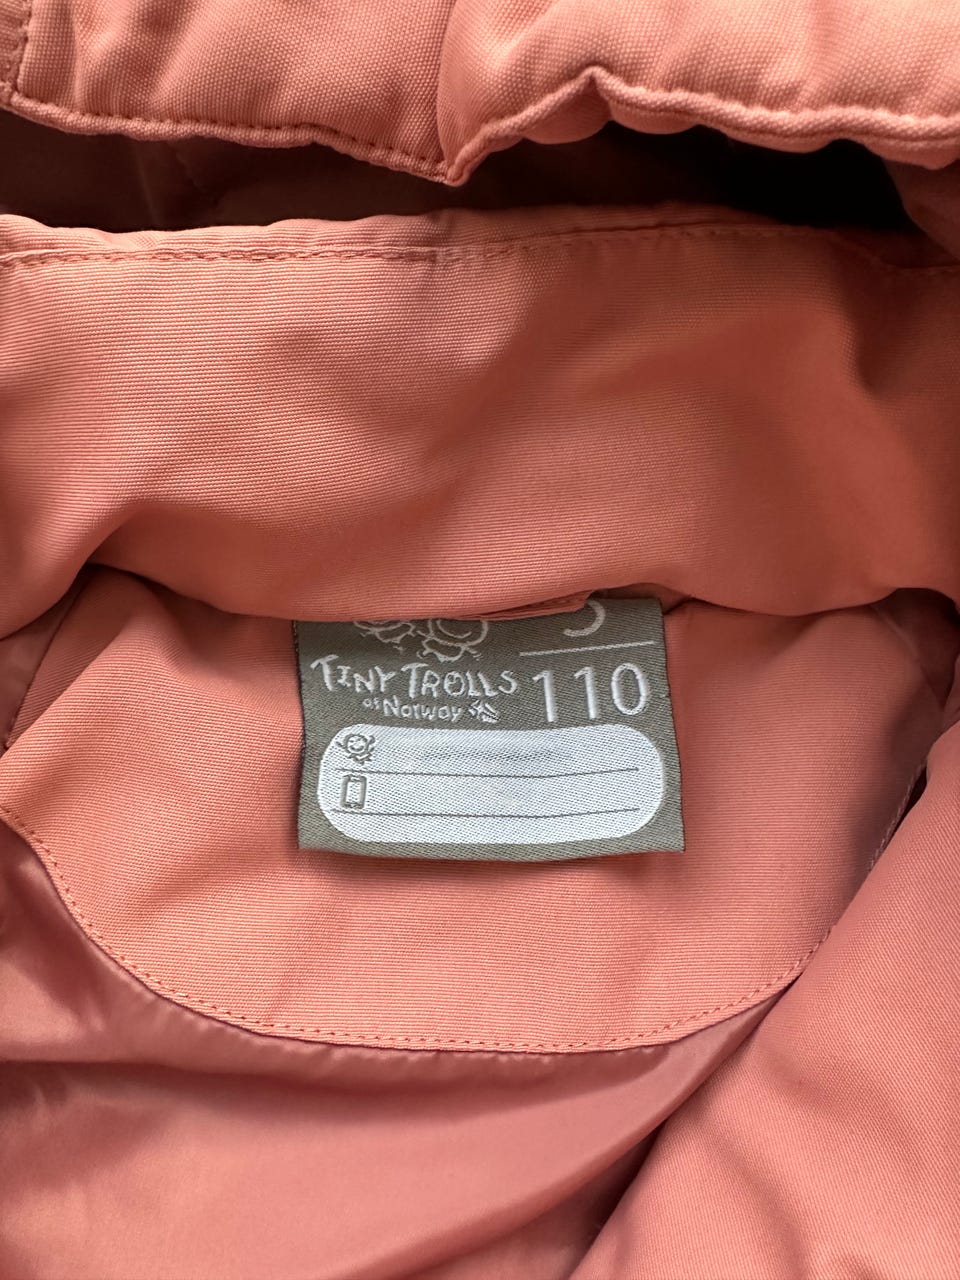 TINY TROLLS
of Norway
110